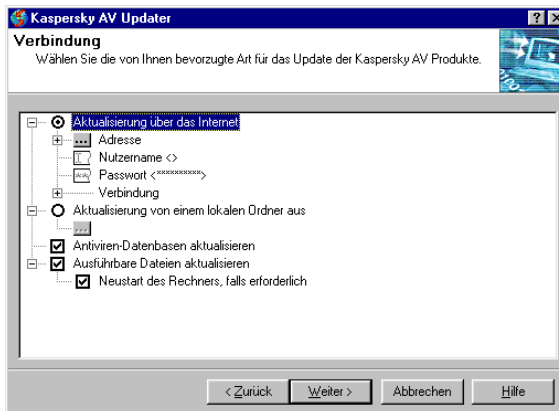 Kaspersky AV Updater
Verbindung
Wählen Sie die von Ihnen bevorzugte Art für das Update der Kaspersky AV Produkte.
Aktualisierung über das Internet
... Adresse
Nutzername <>
Passwort <**********>
Verbindung
Aktualisierung von einem lokalen Ordner aus
...
Antiviren-Datenbasen aktualisieren
Ausführbare Dateien aktualisieren
Neustart des Rechners, falls erforderlich
< Zurück Weiter > Abbrechen Hilfe